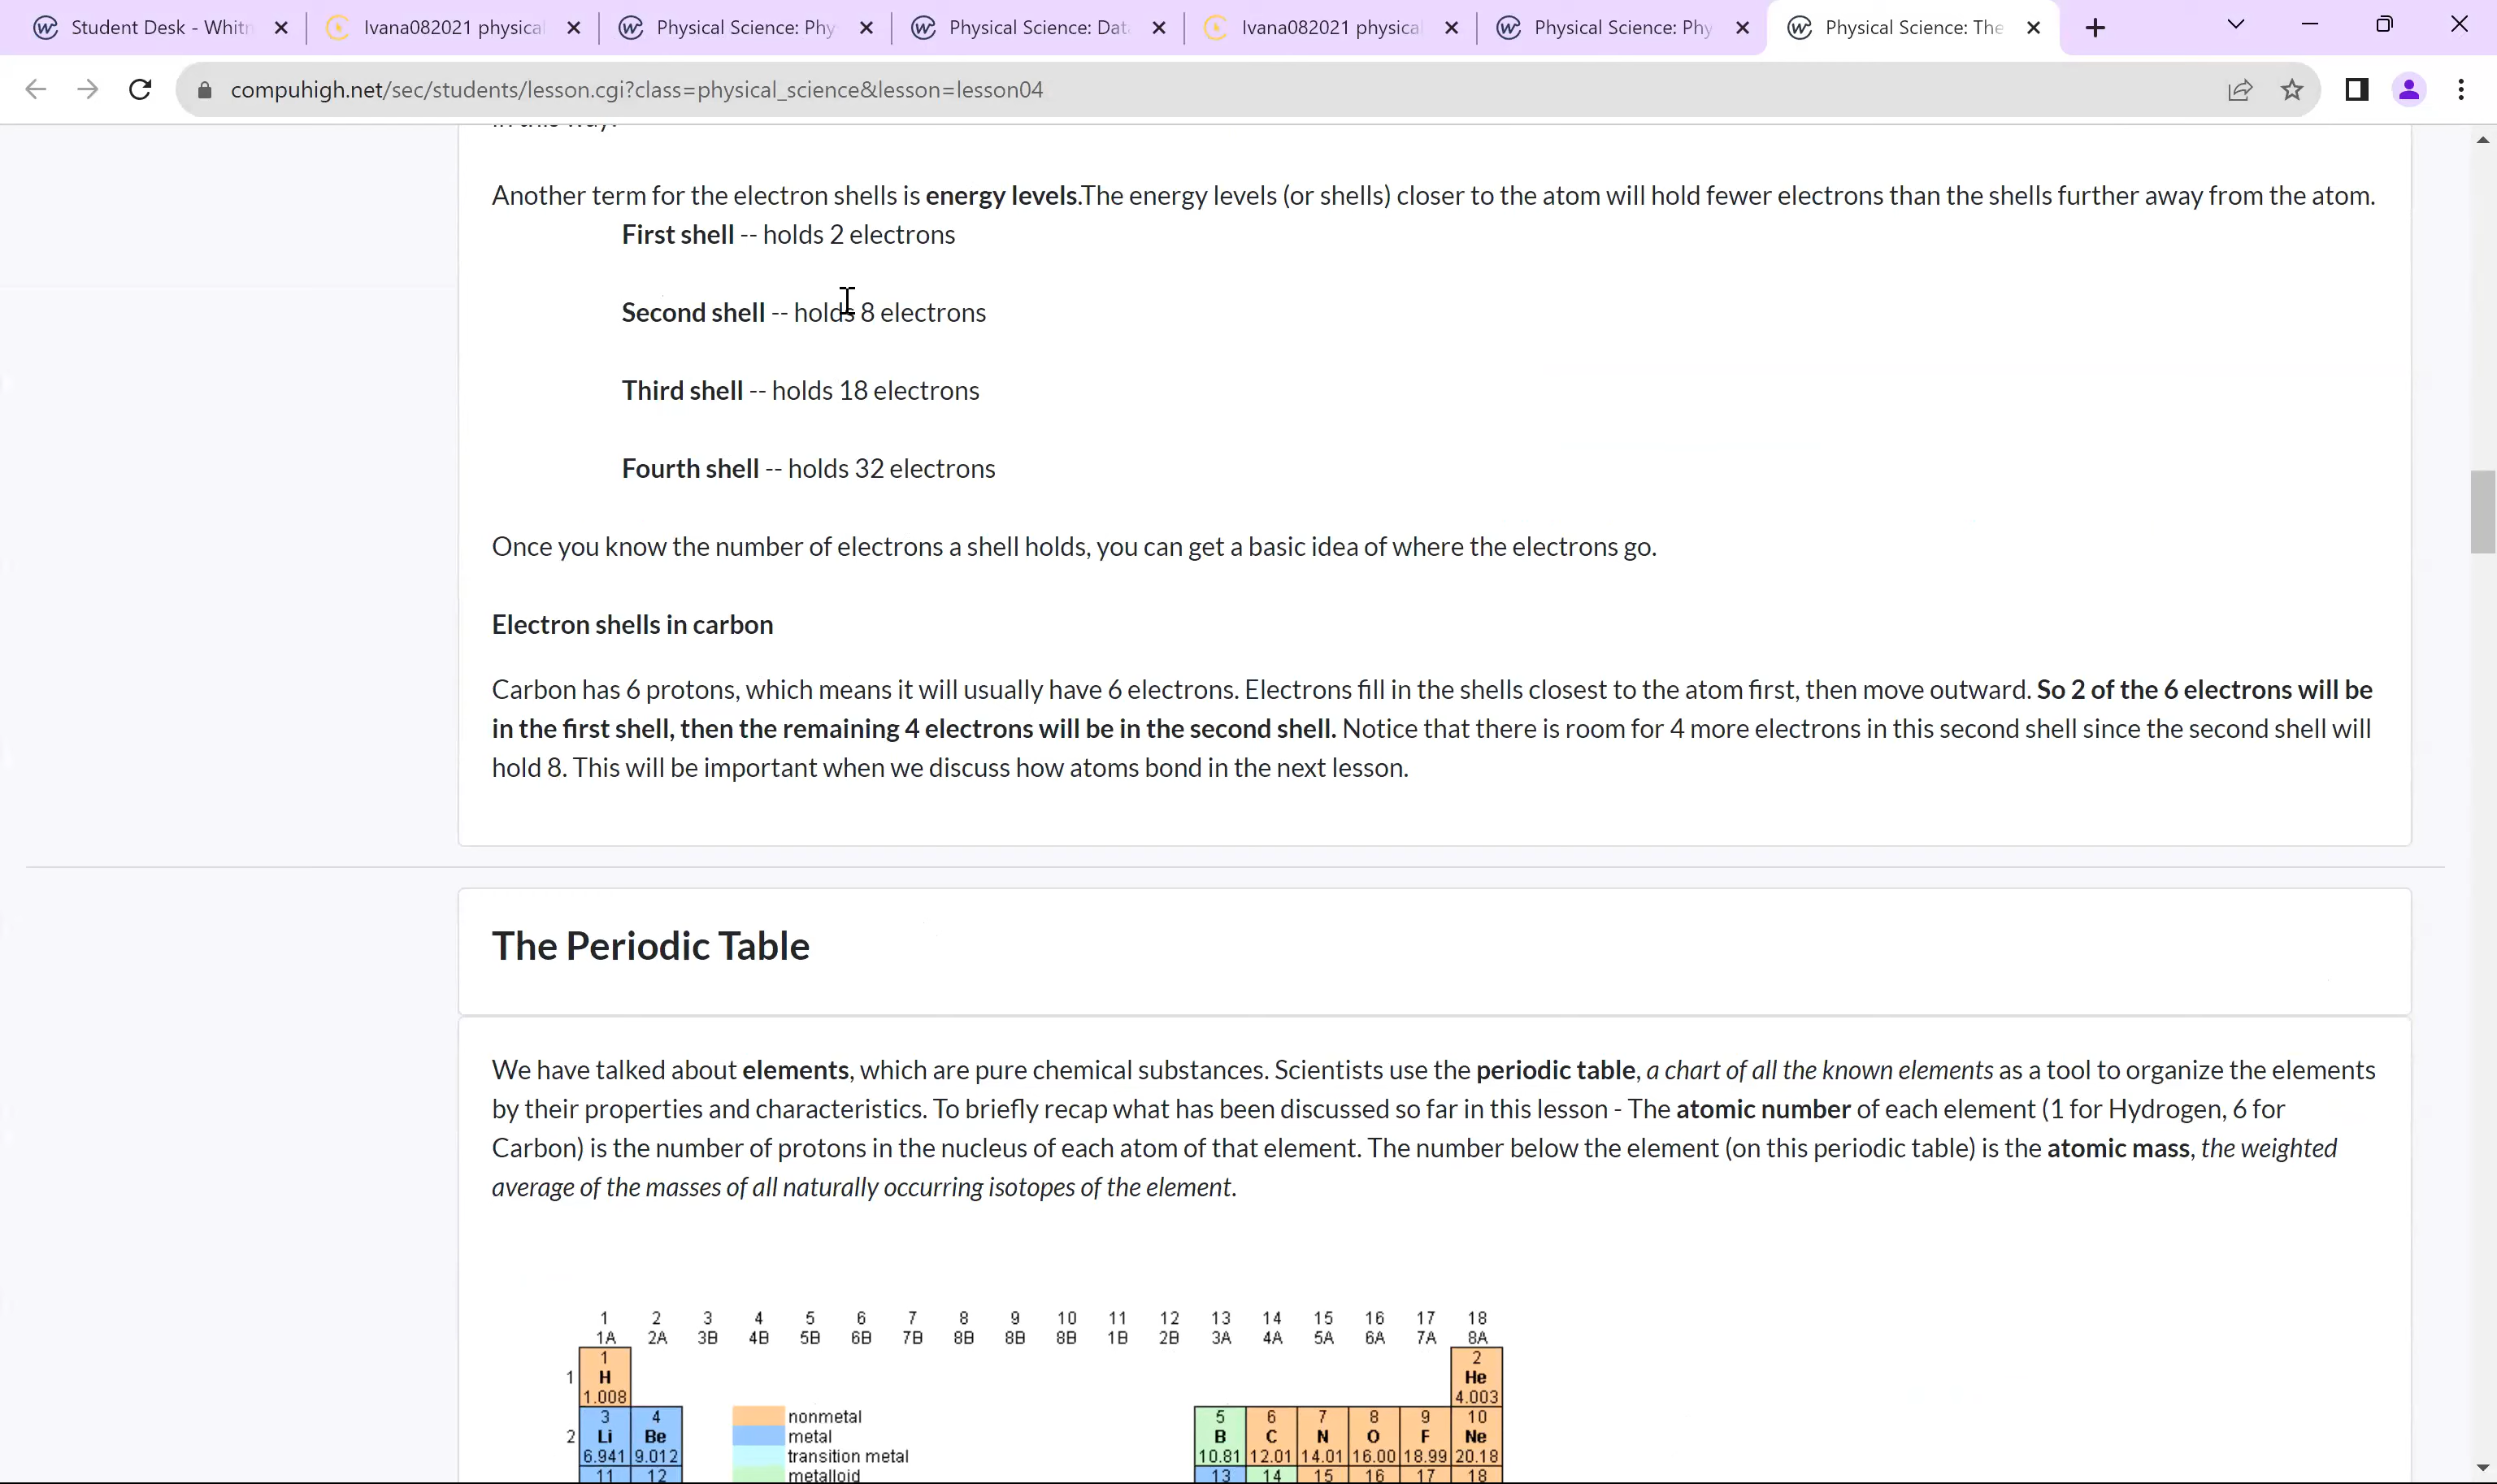 Student Desk - Whitn
Ivana082021 physical
Physical Science: Phy
Physical Science: Dat
Ivana082021 physical
Physical Science: Phy
Physical Science: The
compuhigh.net/sec/students/lesson.cgi?class=physical_science&lesson=lesson04
Another term for the electron shells is energy levels.The energy levels (or shells) closer to the atom will hold fewer electrons than the shells further away from the atom.
First shell -- holds 2 electrons
Second shell -- holds 8 electrons
Third shell -- holds 18 electrons
Fourth shell -- holds 32 electrons
Once you know the number of electrons a shell holds, you can get a basic idea of where the electrons go.
Electron shells in carbon
Carbon has 6 protons, which means it will usually have 6 electrons. Electrons fill in the shells closest to the atom first, then move outward. So 2 of the 6 electrons will be
in the first shell, then the remaining 4 electrons will be in the second shell. Notice that there is room for 4 more electrons in this second shell since the second shell will
hold 8. This will be important when we discuss how atoms bond in the next lesson.
The Periodic Table
We have talked about elements, which are pure chemical substances. Scientists use the periodic table, a chart of all the known elements as a tool to organize the elements
by their properties and characteristics. To briefly recap what has been discussed so far in this lesson - The atomic number of each element (1 for Hydrogen, 6 for
Carbon) is the number of protons in the nucleus of each atom of that element. The number below the element (on this periodic table) is the atomic mass, the weighted
average of the masses of all naturally occurring isotopes of the element.
1 2 3 4 5 6 7 8 9 10 11 12 13 14 15 16 17 18
1A 2A 3B 4B 5B 6B 7B 8B 8B 8B 1B 2B 3A 4A 5A 6A 7A 8A
1 2
1 H He
1.008 4.003
3 4 nonmetal 5 6 7 8 9 10
2 Li Be metal B C N O F Ne
6.941 9.012 transition metal 10.81 12.01 14.01 16.00 18.99 20.18
11 12 metalloid 13 14 15 16 17 18